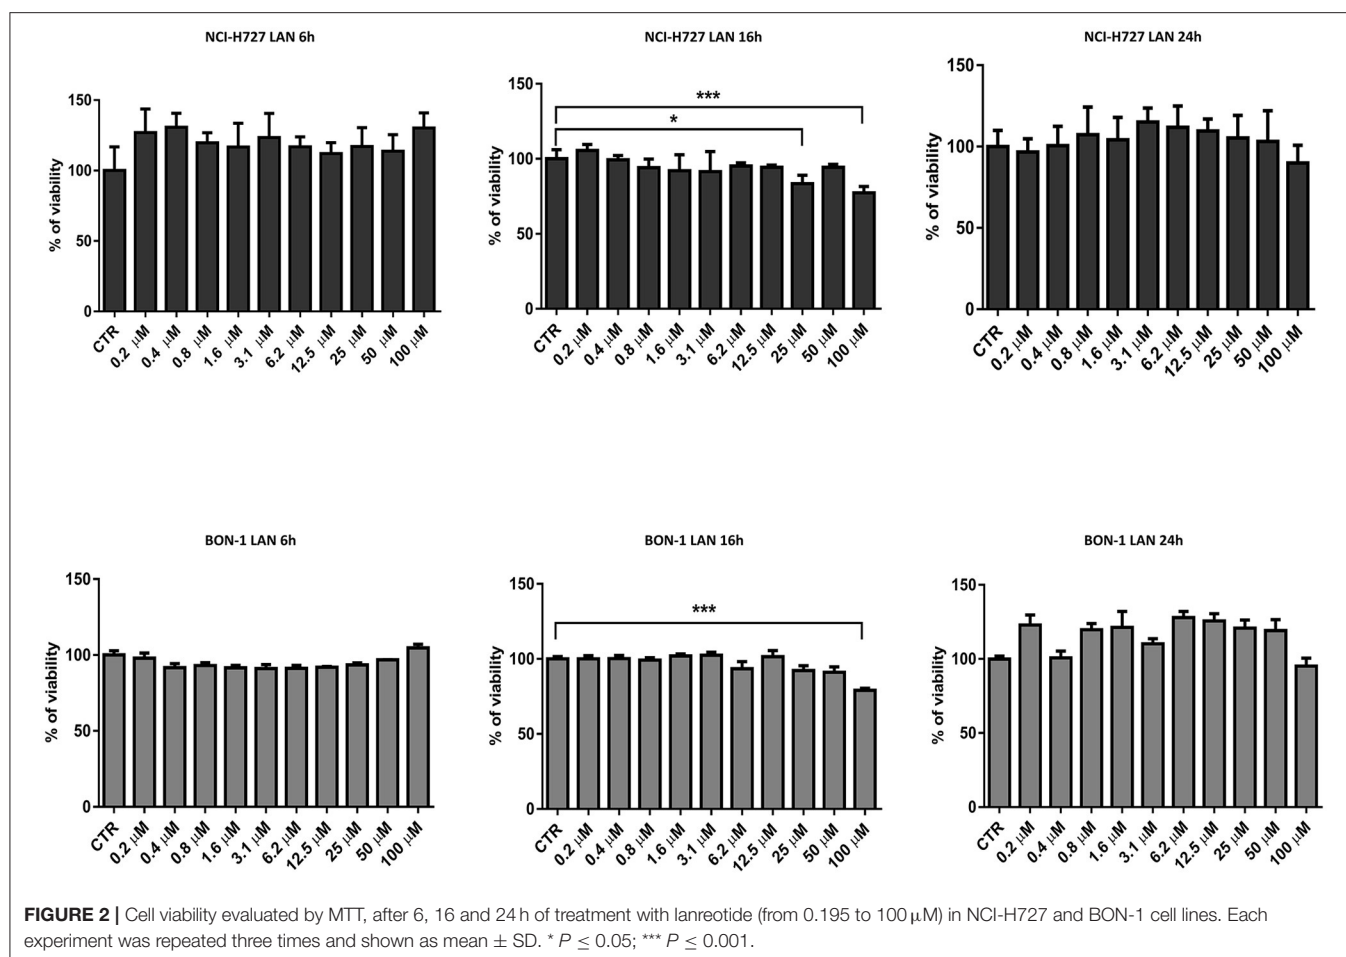 NCI-H727 LAN 6h
% of viability
150
100
50
0
CTR
0.2 μM
0.4 μM
0.8 μM
1.6 μM
3.1 μM
6.2 μM
12.5 μM
25 μM
50 μM
100 μM
NCI-H727 LAN 16h
% of viability
150
100
50
0
***
*
CTR
0.2 μM
0.4 μM
0.8 μM
1.6 μM
3.1 μM
6.2 μM
12.5 μM
25 μM
50 μM
100 μM
NCI-H727 LAN 24h
% of viability
150
100
50
0
CTR
0.2 μM
0.4 μM
0.8 μM
1.6 μM
3.1 μM
6.2 μM
12.5 μM
25 μM
50 μM
100 μM
BON-1 LAN 6h
% of viability
150
100
50
0
CTR
0.2 μM
0.4 μM
0.8 μM
1.6 μM
3.1 μM
6.2 μM
12.5 μM
25 μM
50 μM
100 μM
BON-1 LAN 16h
% of viability
150
100
50
0
***
CTR
0.2 μM
0.4 μM
0.8 μM
1.6 μM
3.1 μM
6.2 μM
12.5 μM
25 μM
50 μM
100 μM
BON-1 LAN 24h
% of viability
150
100
50
0
CTR
0.2 μM
0.4 μM
0.8 μM
1.6 μM
3.1 μM
6.2 μM
12.5 μM
25 μM
50 μM
100 μM
FIGURE 2 | Cell viability evaluated by MTT, after 6, 16 and 24 h of treatment with lanreotide (from 0.195 to 100 μM) in NCI-H727 and BON-1 cell lines. Each
experiment was repeated three times and shown as mean ± SD. * P ≤ 0.05; *** P ≤ 0.001.